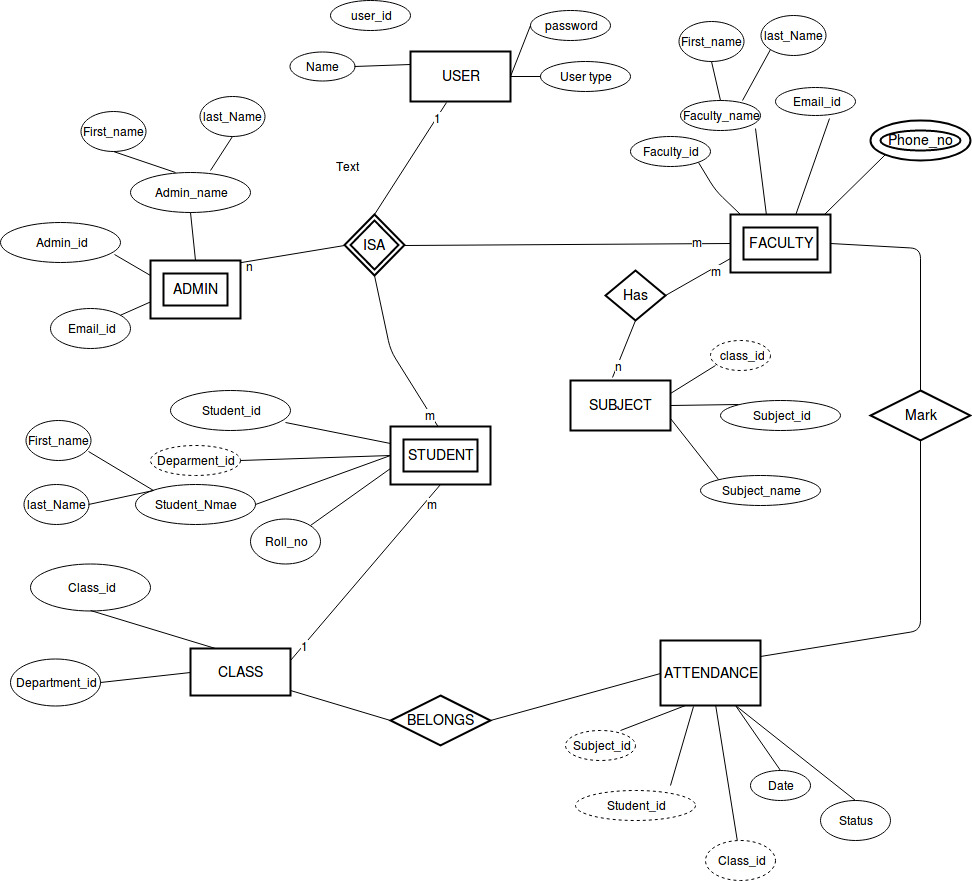 user_id
password
Name
USER
User type
First_name
last_Name
Faculty_name
Email_id
Phone_no
Faculty_id
1
Text
First_name
last_Name
Admin_name
Admin_id
ADMIN
n
Email_id
ISA
m
FACULTY
m
Has
n
SUBJECT
class_id
Subject_id
Subject_name
Mark
m
STUDENT
m
Student_id
Deparment_id
First_name
last_Name
Student_Nmae
Roll_no
Class_id
1
CLASS
Department_id
BELONGS
ATTENDANCE
Subject_id
Student_id
Class_id
Date
Status